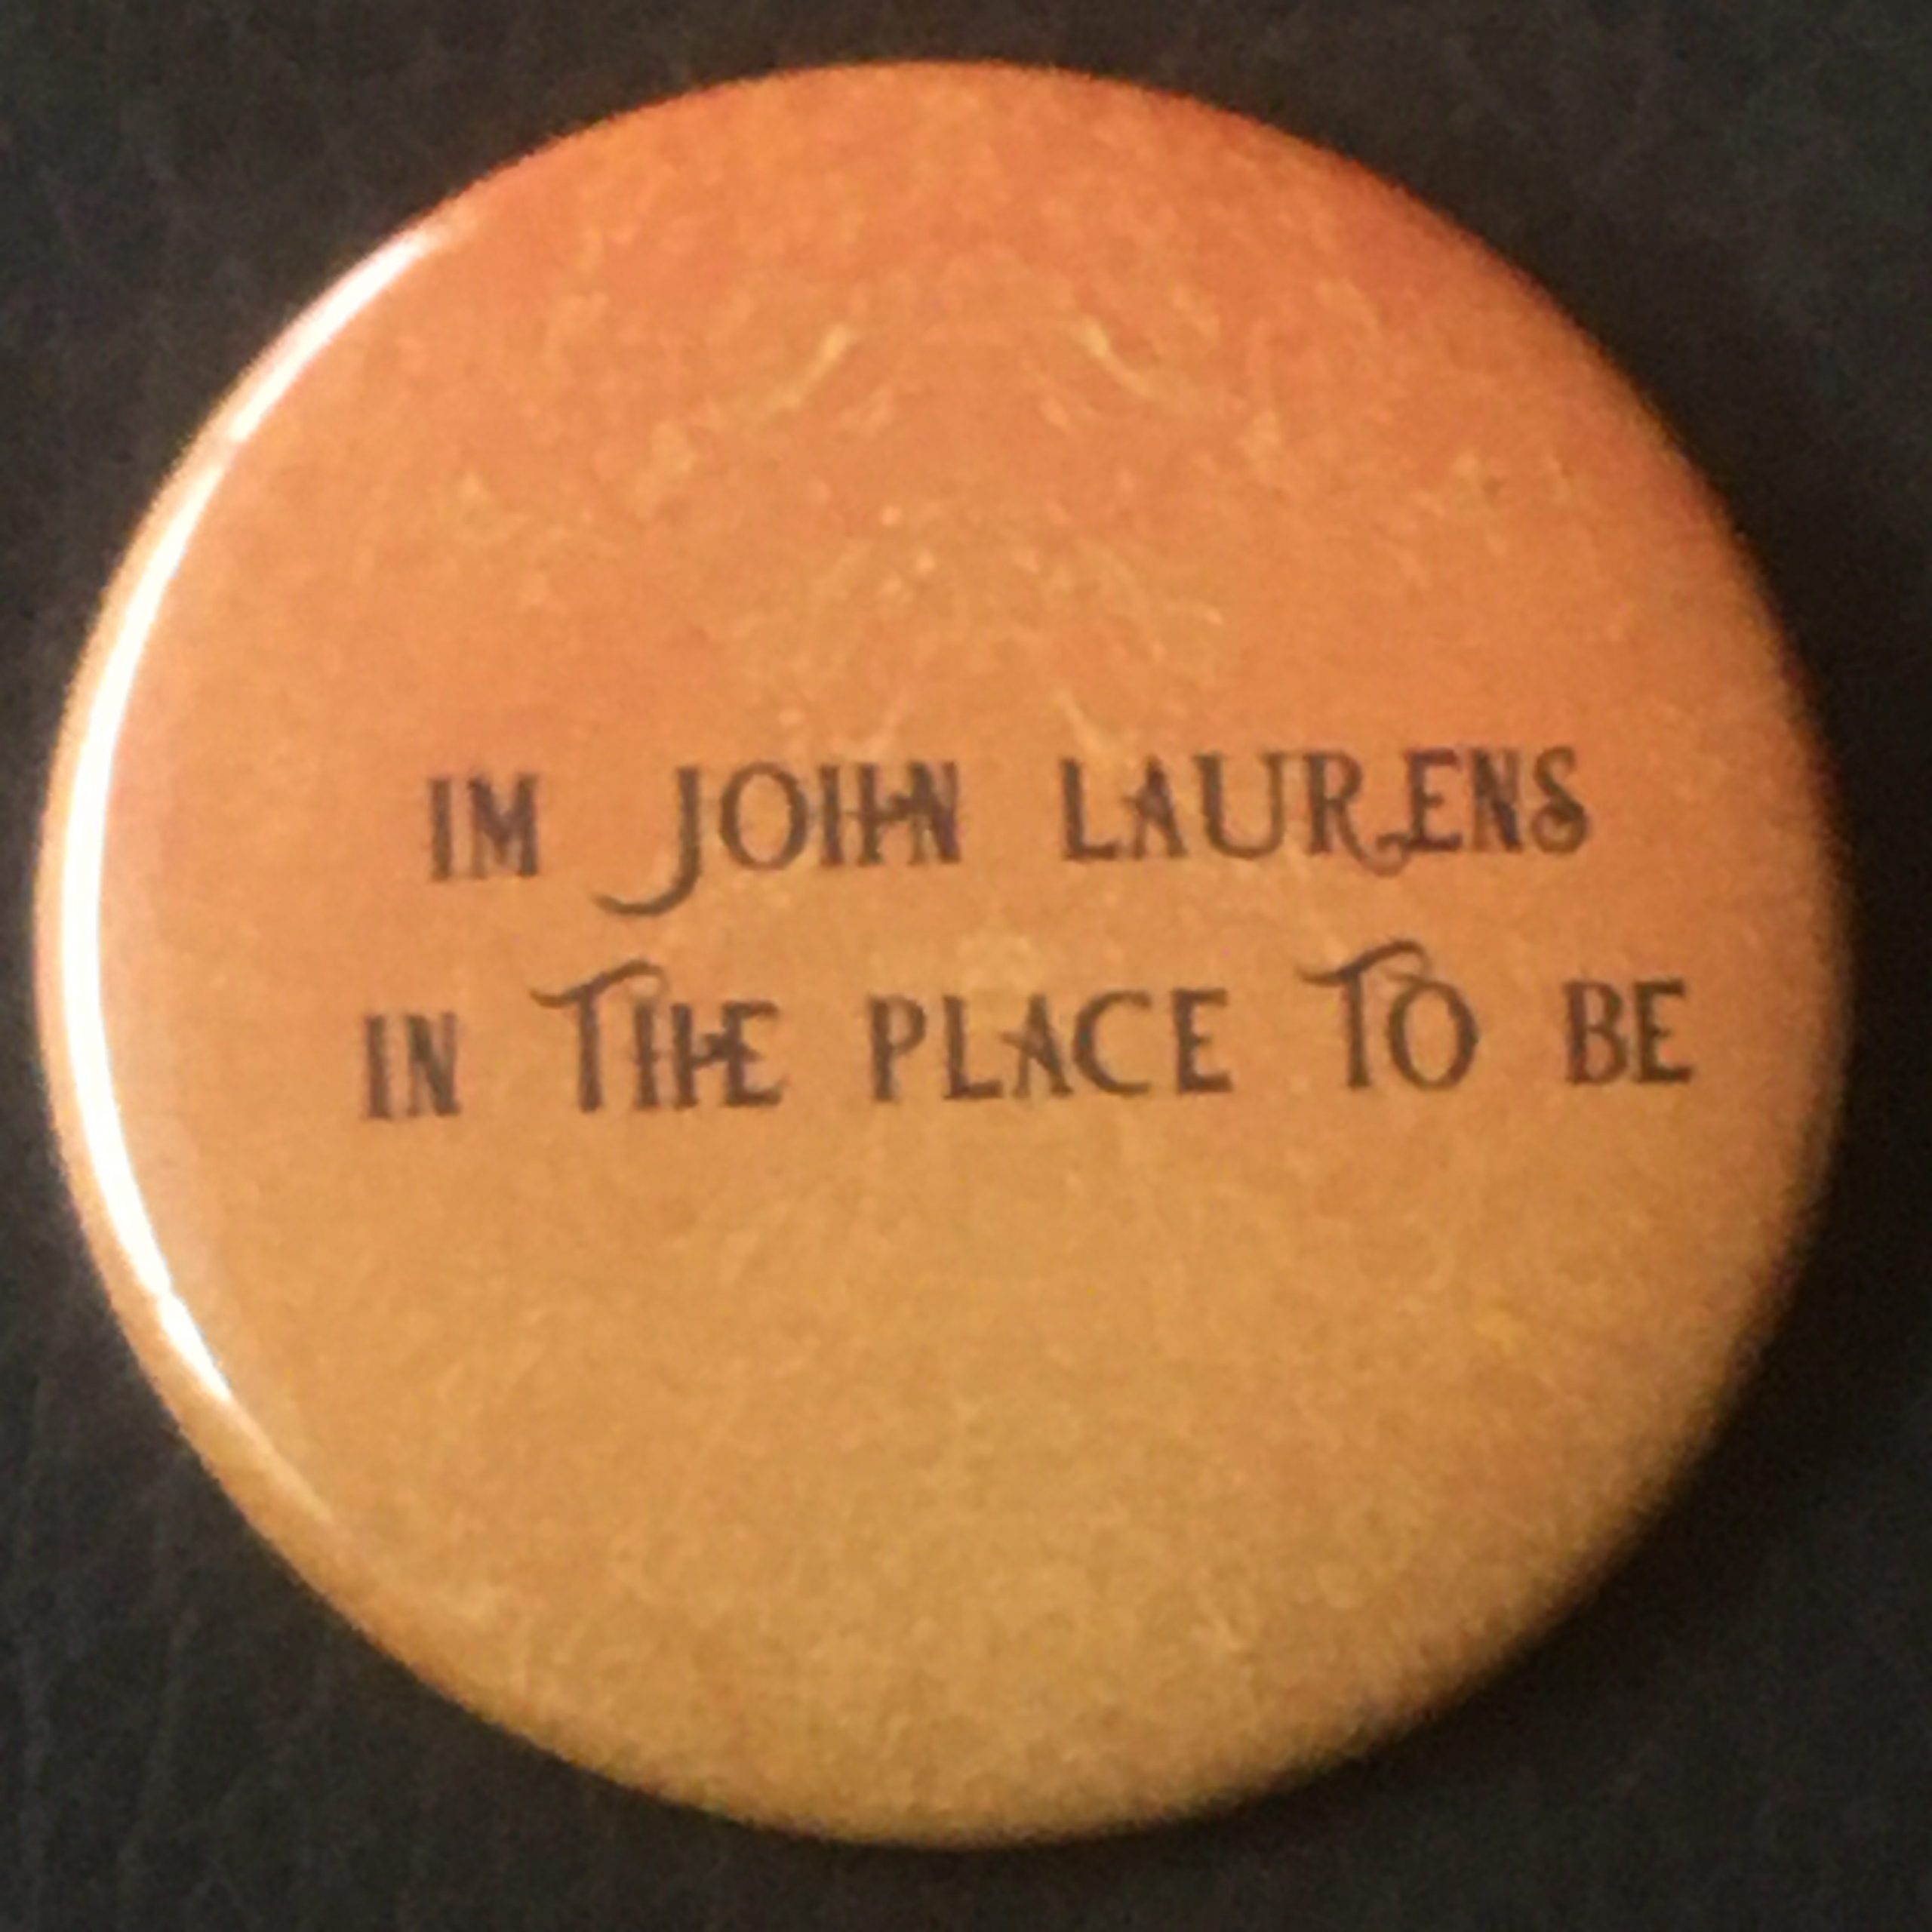 IM JOHN LAURENS
IN THE PLACE TO BE